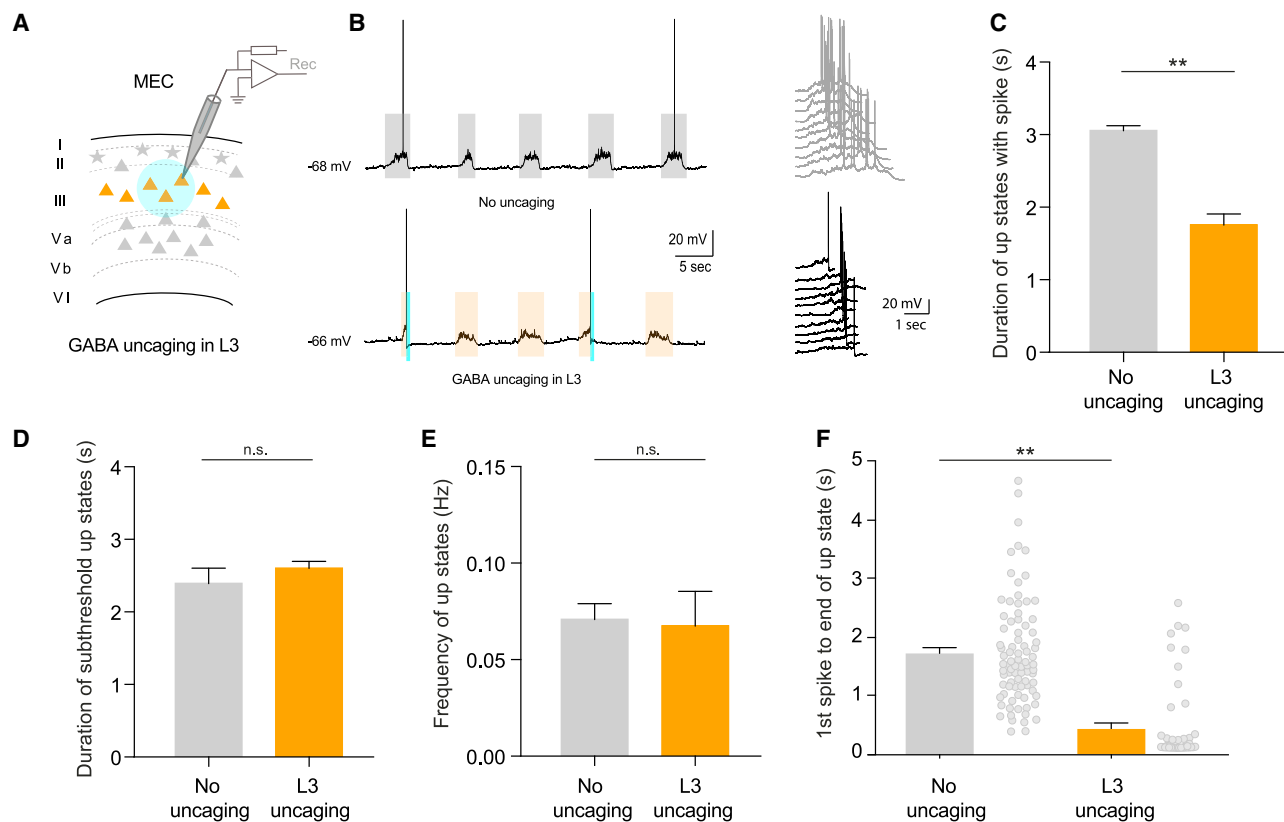 A
MEC
Rec
I
II
III
Va
Vb
VI
GABA uncaging in L3
B
-68 mV
No uncaging
20 mV
5 sec
-66 mV
GABA uncaging in L3
20 mV
1 sec
C
Duration of up states with spike (s)
4
3
2
1
0
**
No
uncaging
L3
uncaging
D
Duration of subthreshold up states (s)
4
3
2
1
0
n.s.
No
uncaging
L3
uncaging
E
Frequency of up states (Hz)
0.15
0.10
0.05
0.00
n.s.
No
uncaging
L3
uncaging
F
1st spike to end of up state (s)
5
4
3
2
1
0
**
No
uncaging
L3
uncaging